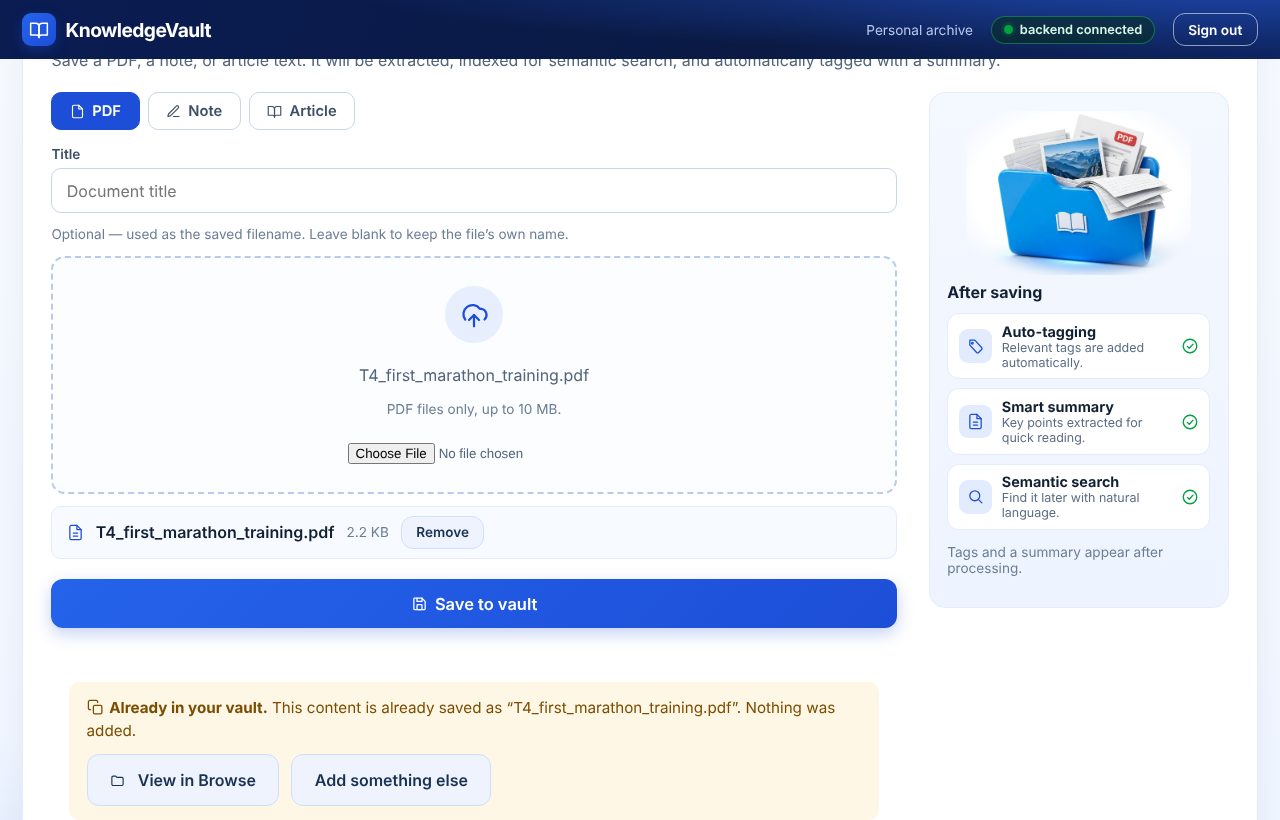 KnowledgeVault
Personal archive
backend connected
Sign out
Save a PDF, a note, or article text. It will be extracted, indexed for semantic search, and automatically tagged with a summary.
PDF
Note
Article
Title
Document title
Optional — used as the saved filename. Leave blank to keep the file’s own name.
T4_first_marathon_training.pdf
PDF files only, up to 10 MB.
Choose File No file chosen
T4_first_marathon_training.pdf 2.2 KB Remove
Save to vault
Already in your vault. This content is already saved as “T4_first_marathon_training.pdf”. Nothing was
added.
View in Browse
Add something else
PDF
After saving
Auto-tagging
Relevant tags are added
automatically.
Smart summary
Key points extracted for
quick reading.
Semantic search
Find it later with natural
language.
Tags and a summary appear after
processing.